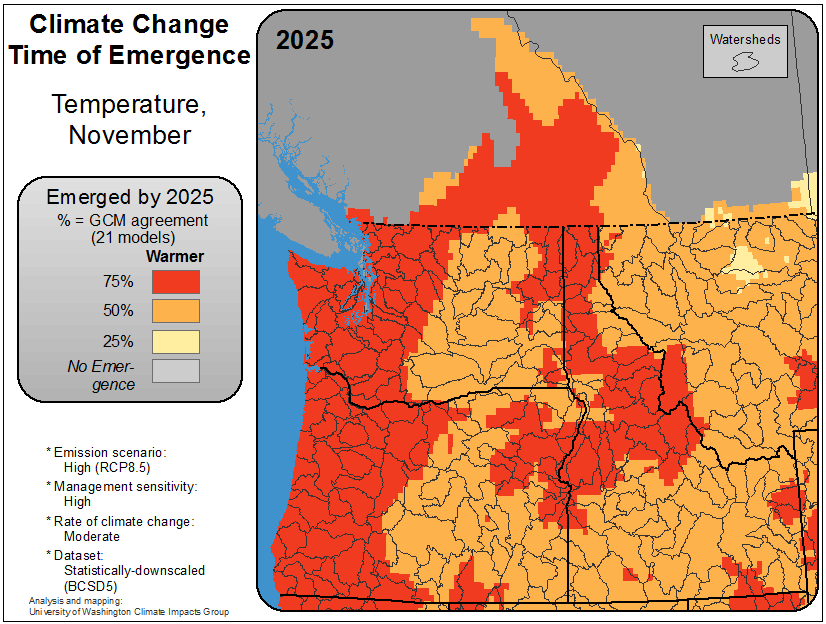 Climate Change
Time of Emergence
Temperature,
November
Emerged by 2025
% = GCM agreement
(21 models)
Warmer
75%
50%
25%
No Emer-
gence
* Emission scenario:
High (RCP8.5)
* Management sensitivity:
High
* Rate of climate change:
Moderate
* Dataset:
Statistically-downscaled
(BCSD5)
Analysis and mapping:
University of Washington Climate Impacts Group
2025
Watersheds